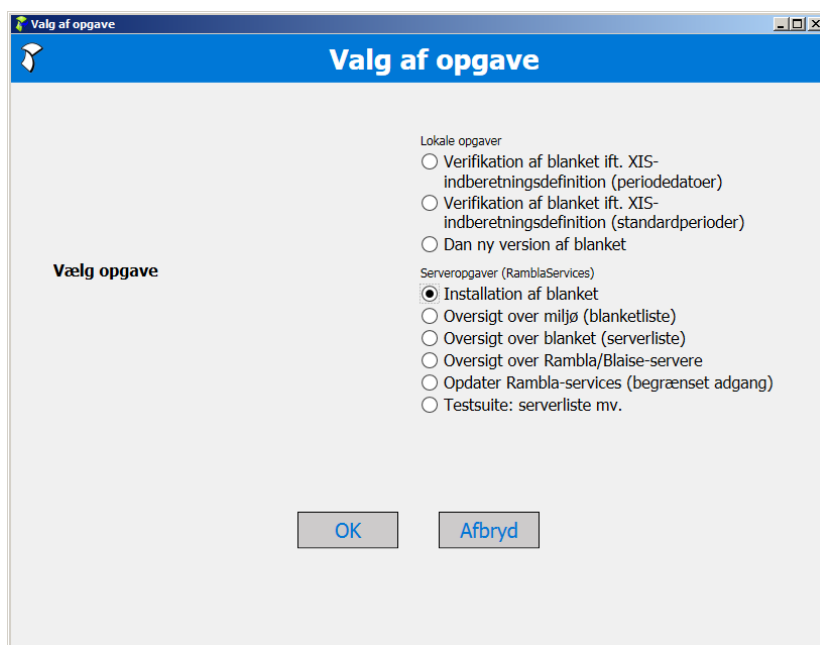 Valg af opgave
Valg af opgave
Lokale opgaver
Verifikation af blanket ift. XIS-
indberetningsdefinition (periodedatoer)
Verifikation af blanket ift. XIS-
indberetningsdefinition (standardperioder)
Dan ny version af blanket
Vælg opgave
Serveropgaver (RamblaServices)
Installation af blanket
Oversigt over miljø (blanketliste)
Oversigt over blanket (serverliste)
Oversigt over Rambla/Blaise-servere
Opdater Rambla-services (begrænset adgang)
Testsuite: serverliste mv.
OK
Afbryd